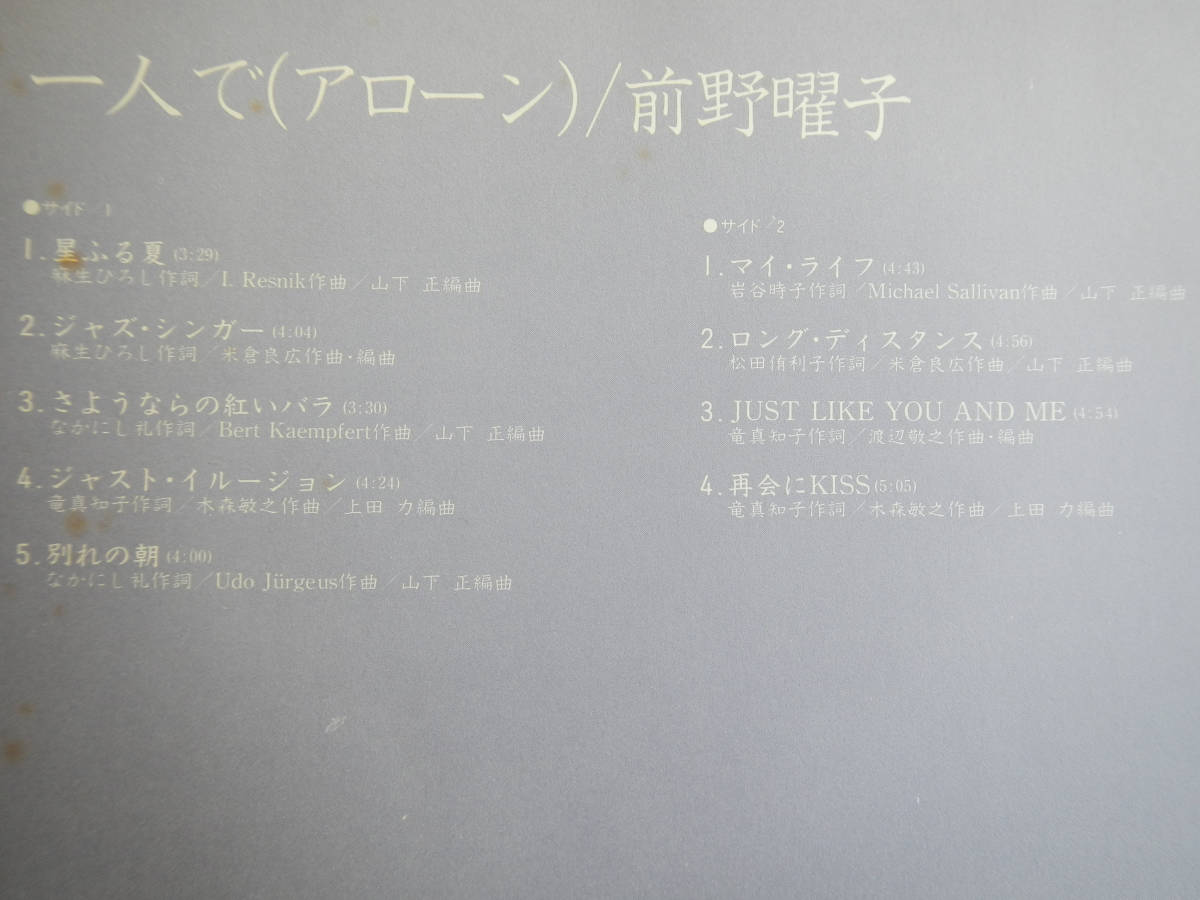 一人で(アローン)/前野曜子
●サイド/1
1.星ふる夏(3:29)
麻生ひろし作詞/I. Resnik作曲/山下 正編曲
2.ジャズ・シンガー(4:04)
麻生ひろし作詞/米倉良広作曲・編曲
3.さようならの紅いバラ(3:30)
なかにし礼作詞/Bert Kaempfert作曲/山下 正編曲
4.ジャスト・イルージョン(4:24)
竜真知子作詞/木森敏之作曲/上田 力編曲
5.別れの朝(4:00)
なかにし礼作詞/Udo Jürgeus作曲/山下 正編曲
●サイド/2
1.マイ・ライフ(4:43)
岩谷時子作詞/Michael Sallivan作曲/山下 正編曲
2.ロング・ディスタンス(4:56)
松田侑利子作詞/米倉良広作曲/山下 正編曲
3.JUST LIKE YOU AND ME(4:54)
竜真知子作詞/渡辺敬之作曲・編曲
4.再会にKISS(5:05)
竜真知子作詞/木森敏之作曲/上田 力編曲